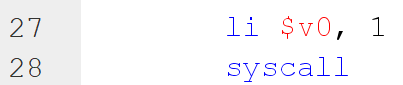 27 li $v0, 1
28 syscall